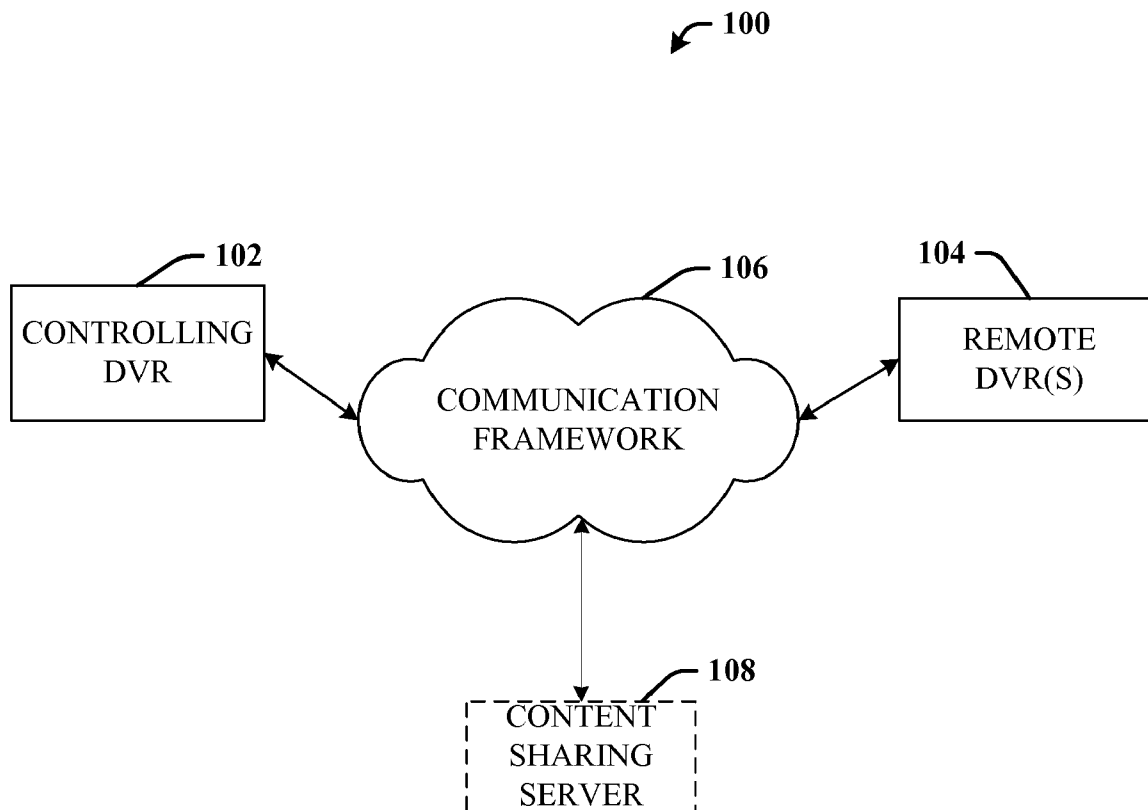 100
102
CONTROLLING
DVR
106
COMMUNICATION
FRAMEWORK
104
REMOTE
DVR(S)
108
CONTENT
SHARING
SERVER